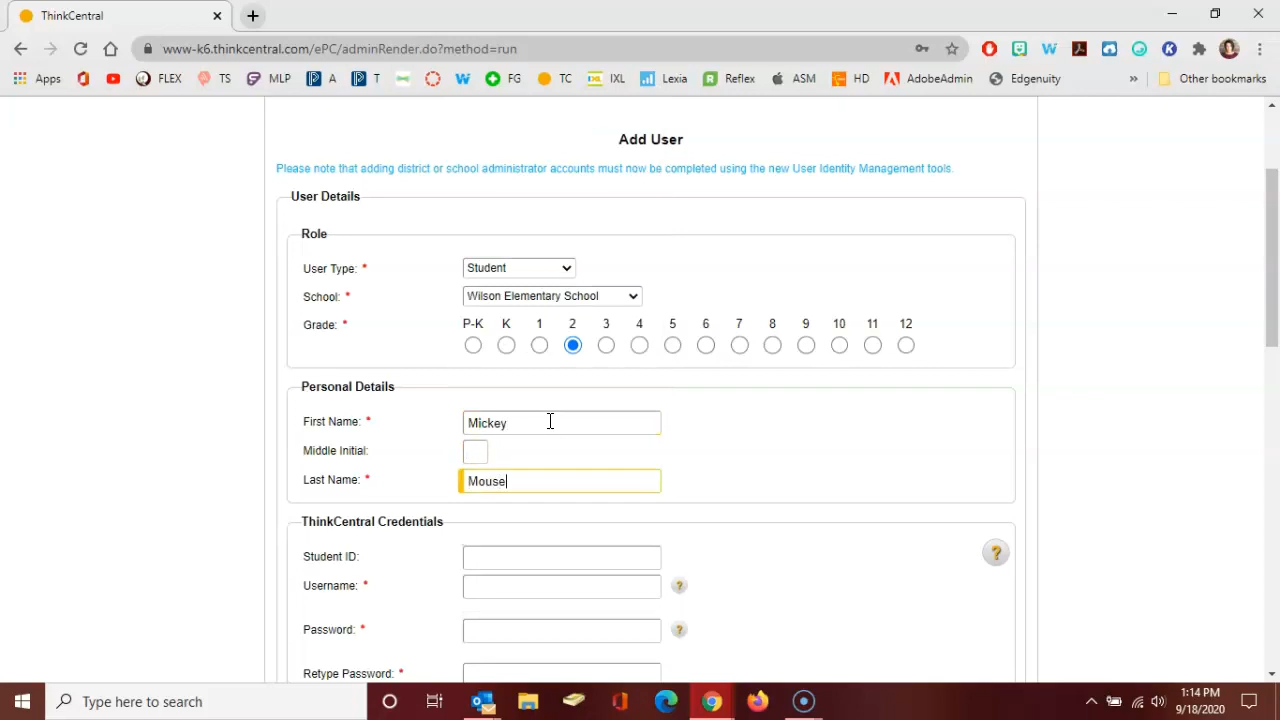 ThinkCentral
www-k6.thinkcentral.com/ePC/adminRender.do?method=run
Apps FLEX TS MLP A T FG TC IXL Lexia Reflex ASM HD AdobeAdmin Edgenuity » Other bookmarks
Add User
Please note that adding district or school administrator accounts must now be completed using the new User Identity Management tools.
User Details
Role
User Type: * Student
School: * Wilson Elementary School
Grade: * P-K K 1 2 3 4 5 6 7 8 9 10 11 12
Personal Details
First Name: * Mickey
Middle Initial:
Last Name: * Mouse
ThinkCentral Credentials
Student ID: ?
Username: * ?
Password: * ?
Retype Password: *
Type here to search
1:14 PM
9/18/2020